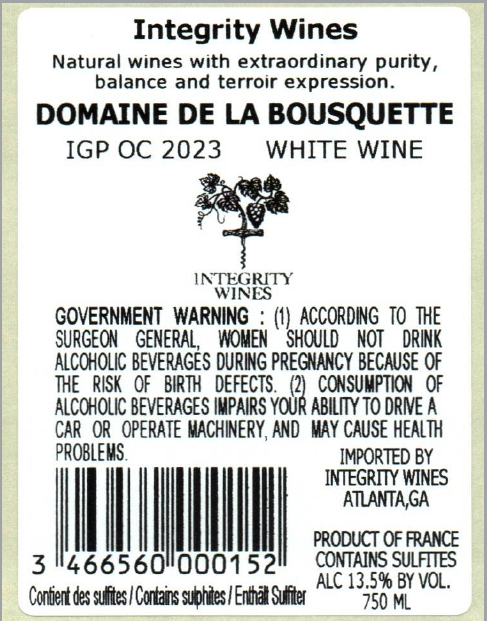 Integrity Wines
Natural wines with extraordinary purity,
balance and terroir expression.
DOMAINE DE LA BOUSQUETTE
IGP OC 2023 WHITE WINE
INTEGRITY
WINES
GOVERNMENT WARNING : (1) ACCORDING TO THE
SURGEON GENERAL, WOMEN SHOULD NOT DRINK
ALCOHOLIC BEVERAGES DURING PREGNANCY BECAUSE OF
THE RISK OF BIRTH DEFECTS. (2) CONSUMPTION OF
ALCOHOLIC BEVERAGES IMPAIRS YOUR ABILITY TO DRIVE A
CAR OR OPERATE MACHINERY, AND MAY CAUSE HEALTH
PROBLEMS.
IMPORTED BY
INTEGRITY WINES
ATLANTA,GA
PRODUCT OF FRANCE
CONTAINS SULFITES
ALC 13.5% BY VOL.
750 ML
3 466560 000152
Contient des sulfites / Contains sulphites / Enthält Sulfiter